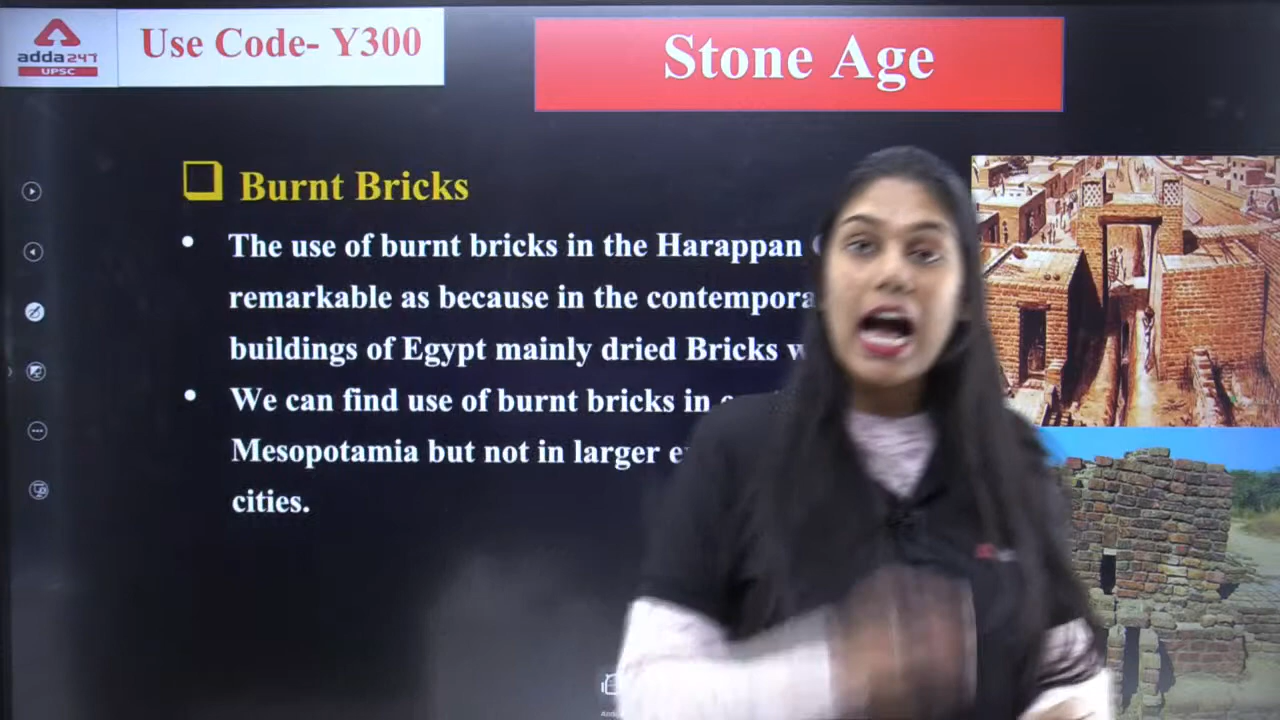 adda247
UPSC
Use Code- Y300
Stone Age
Burnt Bricks
The use of burnt bricks in the Harappan
remarkable as because in the
buildings of Egypt mainly dried Bricks
We can find use of burnt bricks in
Mesopotamia but not in larger
cities.